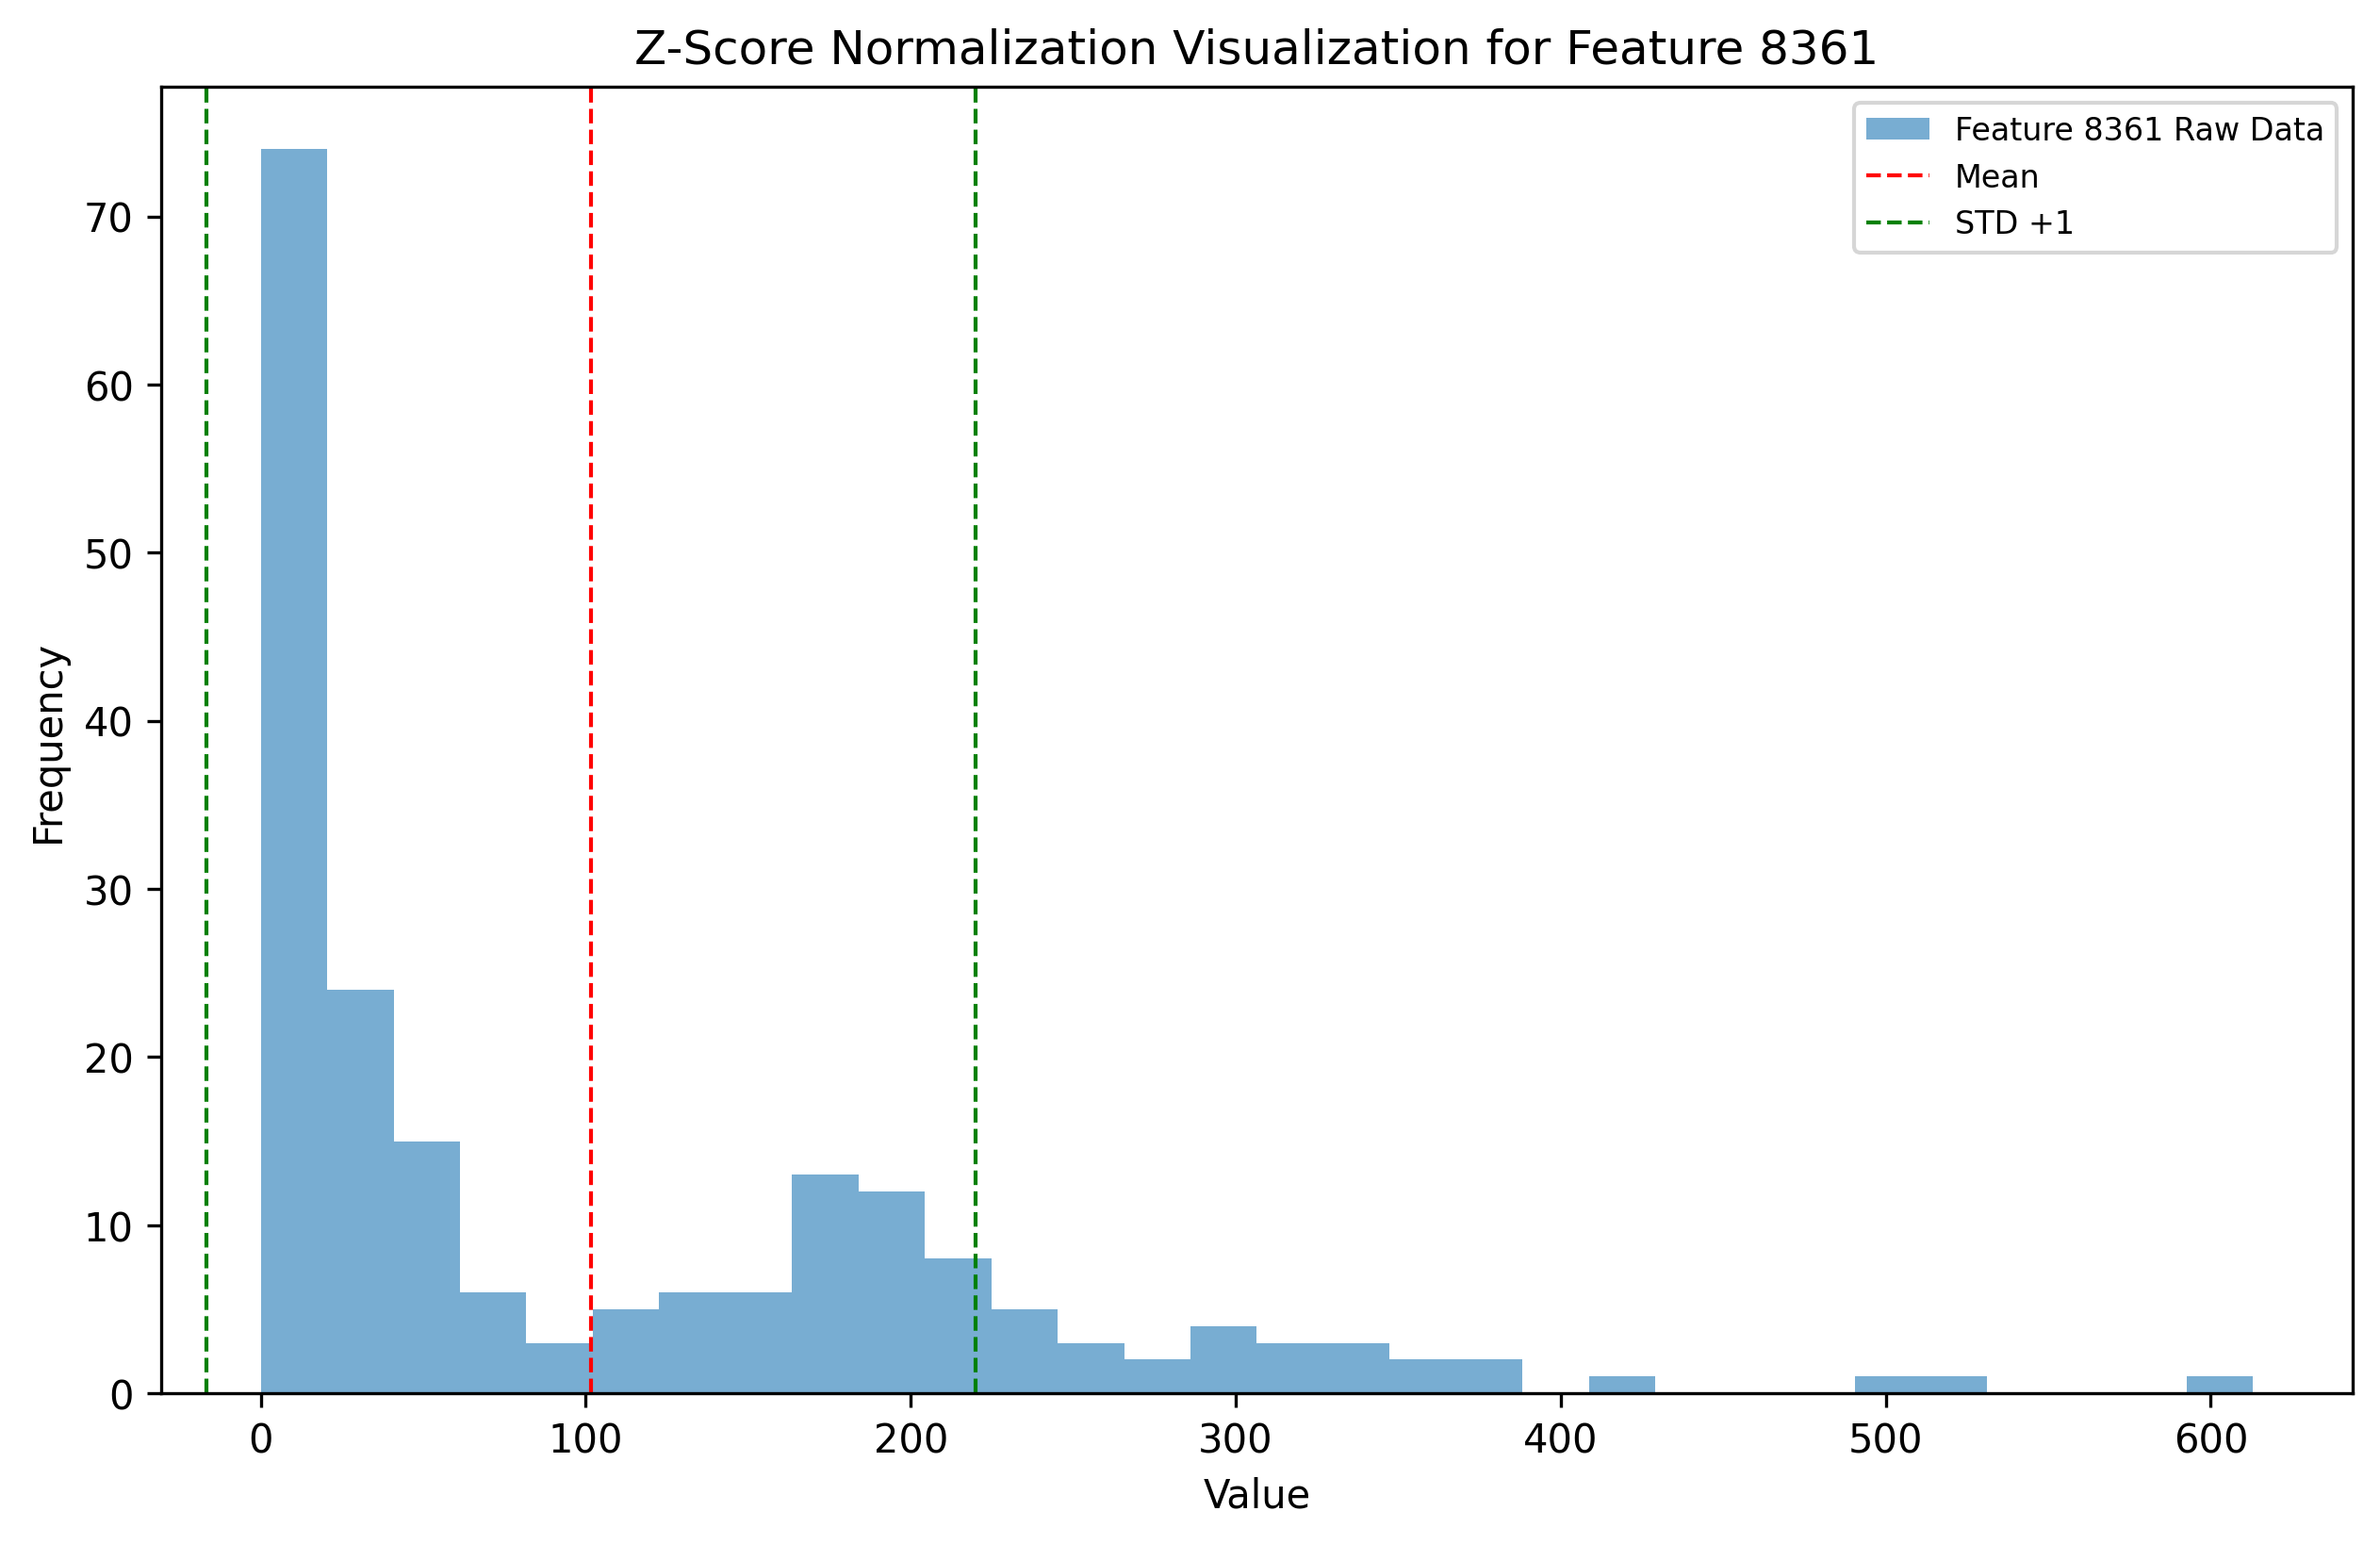 Z-Score Normalization Visualization for Feature 8361
Feature 8361 Raw Data
Mean
STD +1
Frequency
70
60
50
40
30
20
10
0
0 100 200 300 400 500 600
Value